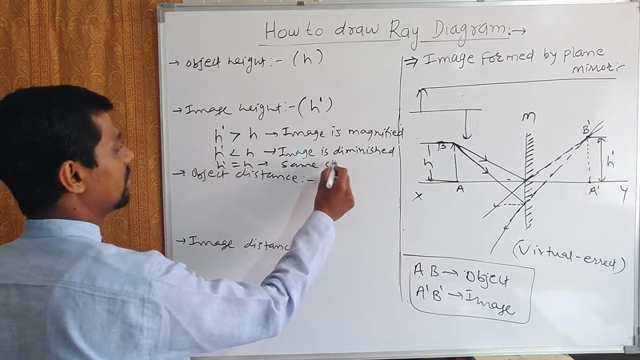 How to draw Ray Diagram:→
→ Object height:- (h)
→ Image height:- (h')
h' > h → Image is magnified
h' < h → Image is diminished
h' = h → Same
→ Object distance:-
→ Image distanc
⇒ Image formed by plane
mirror:-
M
B
B'
h
h'
A
A'
X
Y
(Virtual-erect)
AB → Object
A'B' → Image